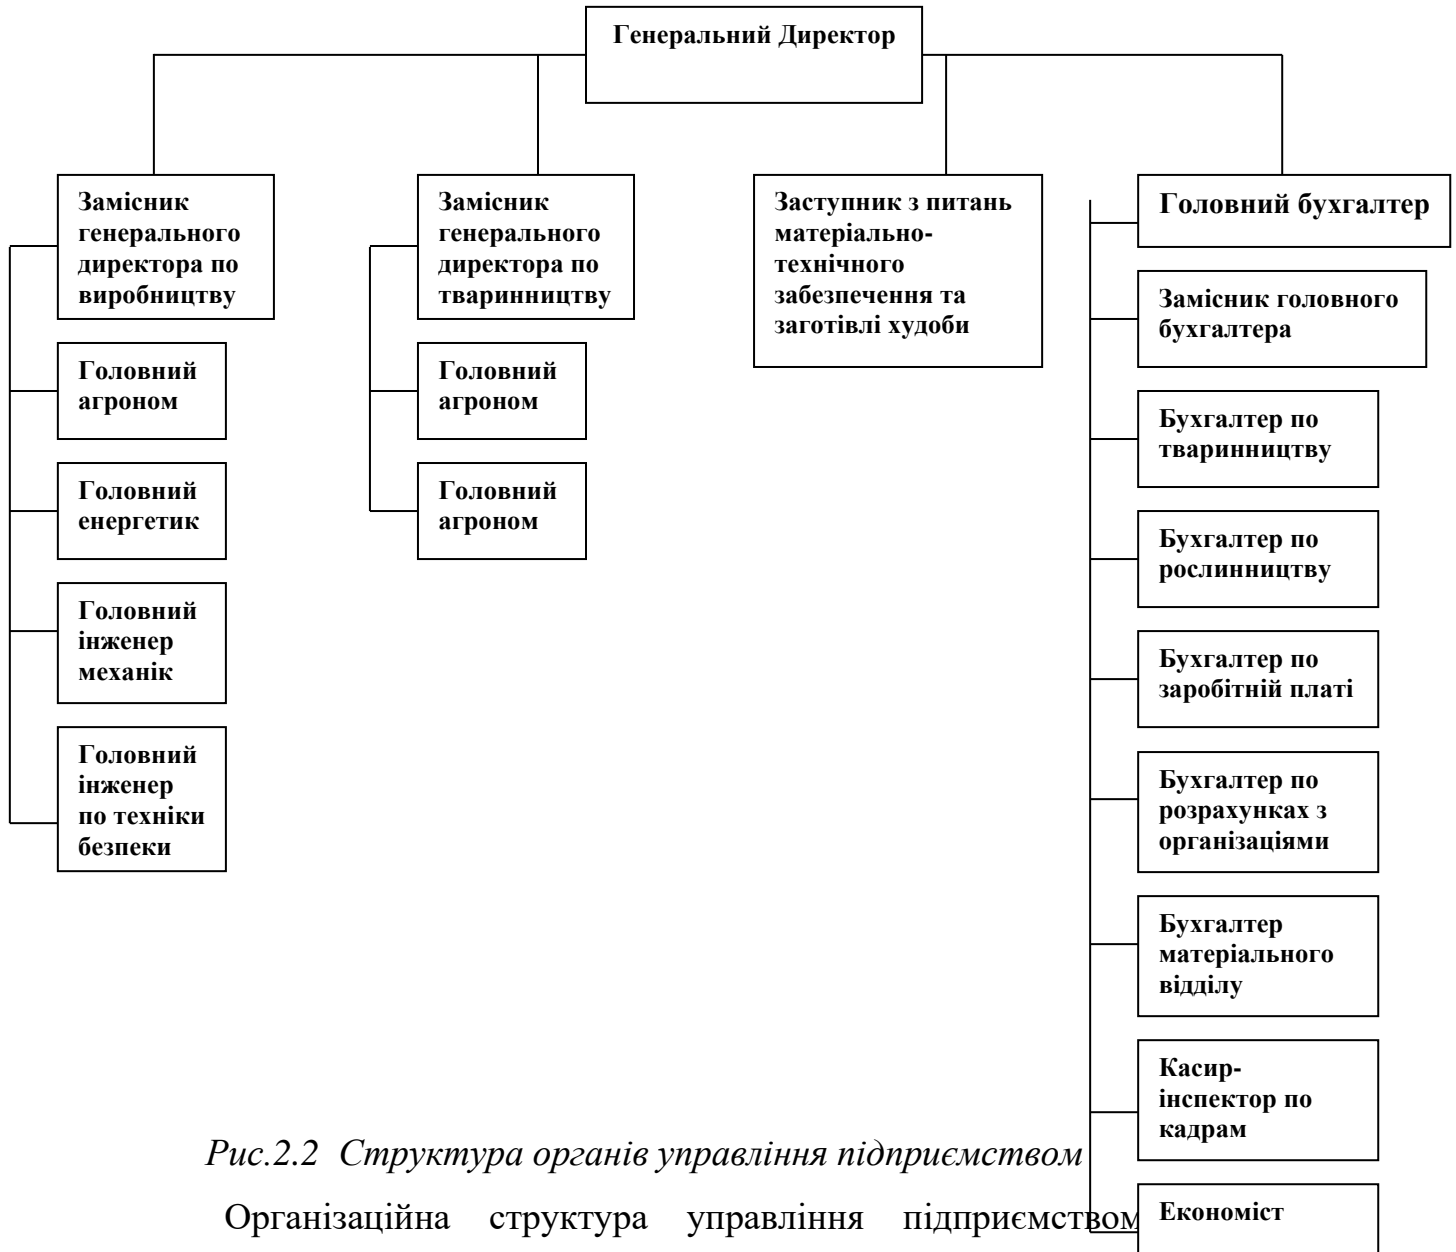 Генеральний Директор
Замісник
генерального
директора по
виробництву
Головний
агроном
Головний
енергетик
Головний
інженер
механік
Головний
інженер
по техніки
безпеки
Замісник
генерального
директора по
тваринництву
Головний
агроном
Головний
агроном
Заступник з питань
матеріально-
технічного
забезпечення та
заготівлі худоби
Головний бухгалтер
Замісник головного
бухгалтера
Бухгалтер по
тваринництву
Бухгалтер по
рослинництву
Бухгалтер по
заробітній платі
Бухгалтер по
розрахунках з
організаціями
Бухгалтер
матеріального
відділу
Касир-
інспектор по
кадрам
Економіст
Рис.2.2 Структура органів управління підприємством
Організаційна структура управління підприємством